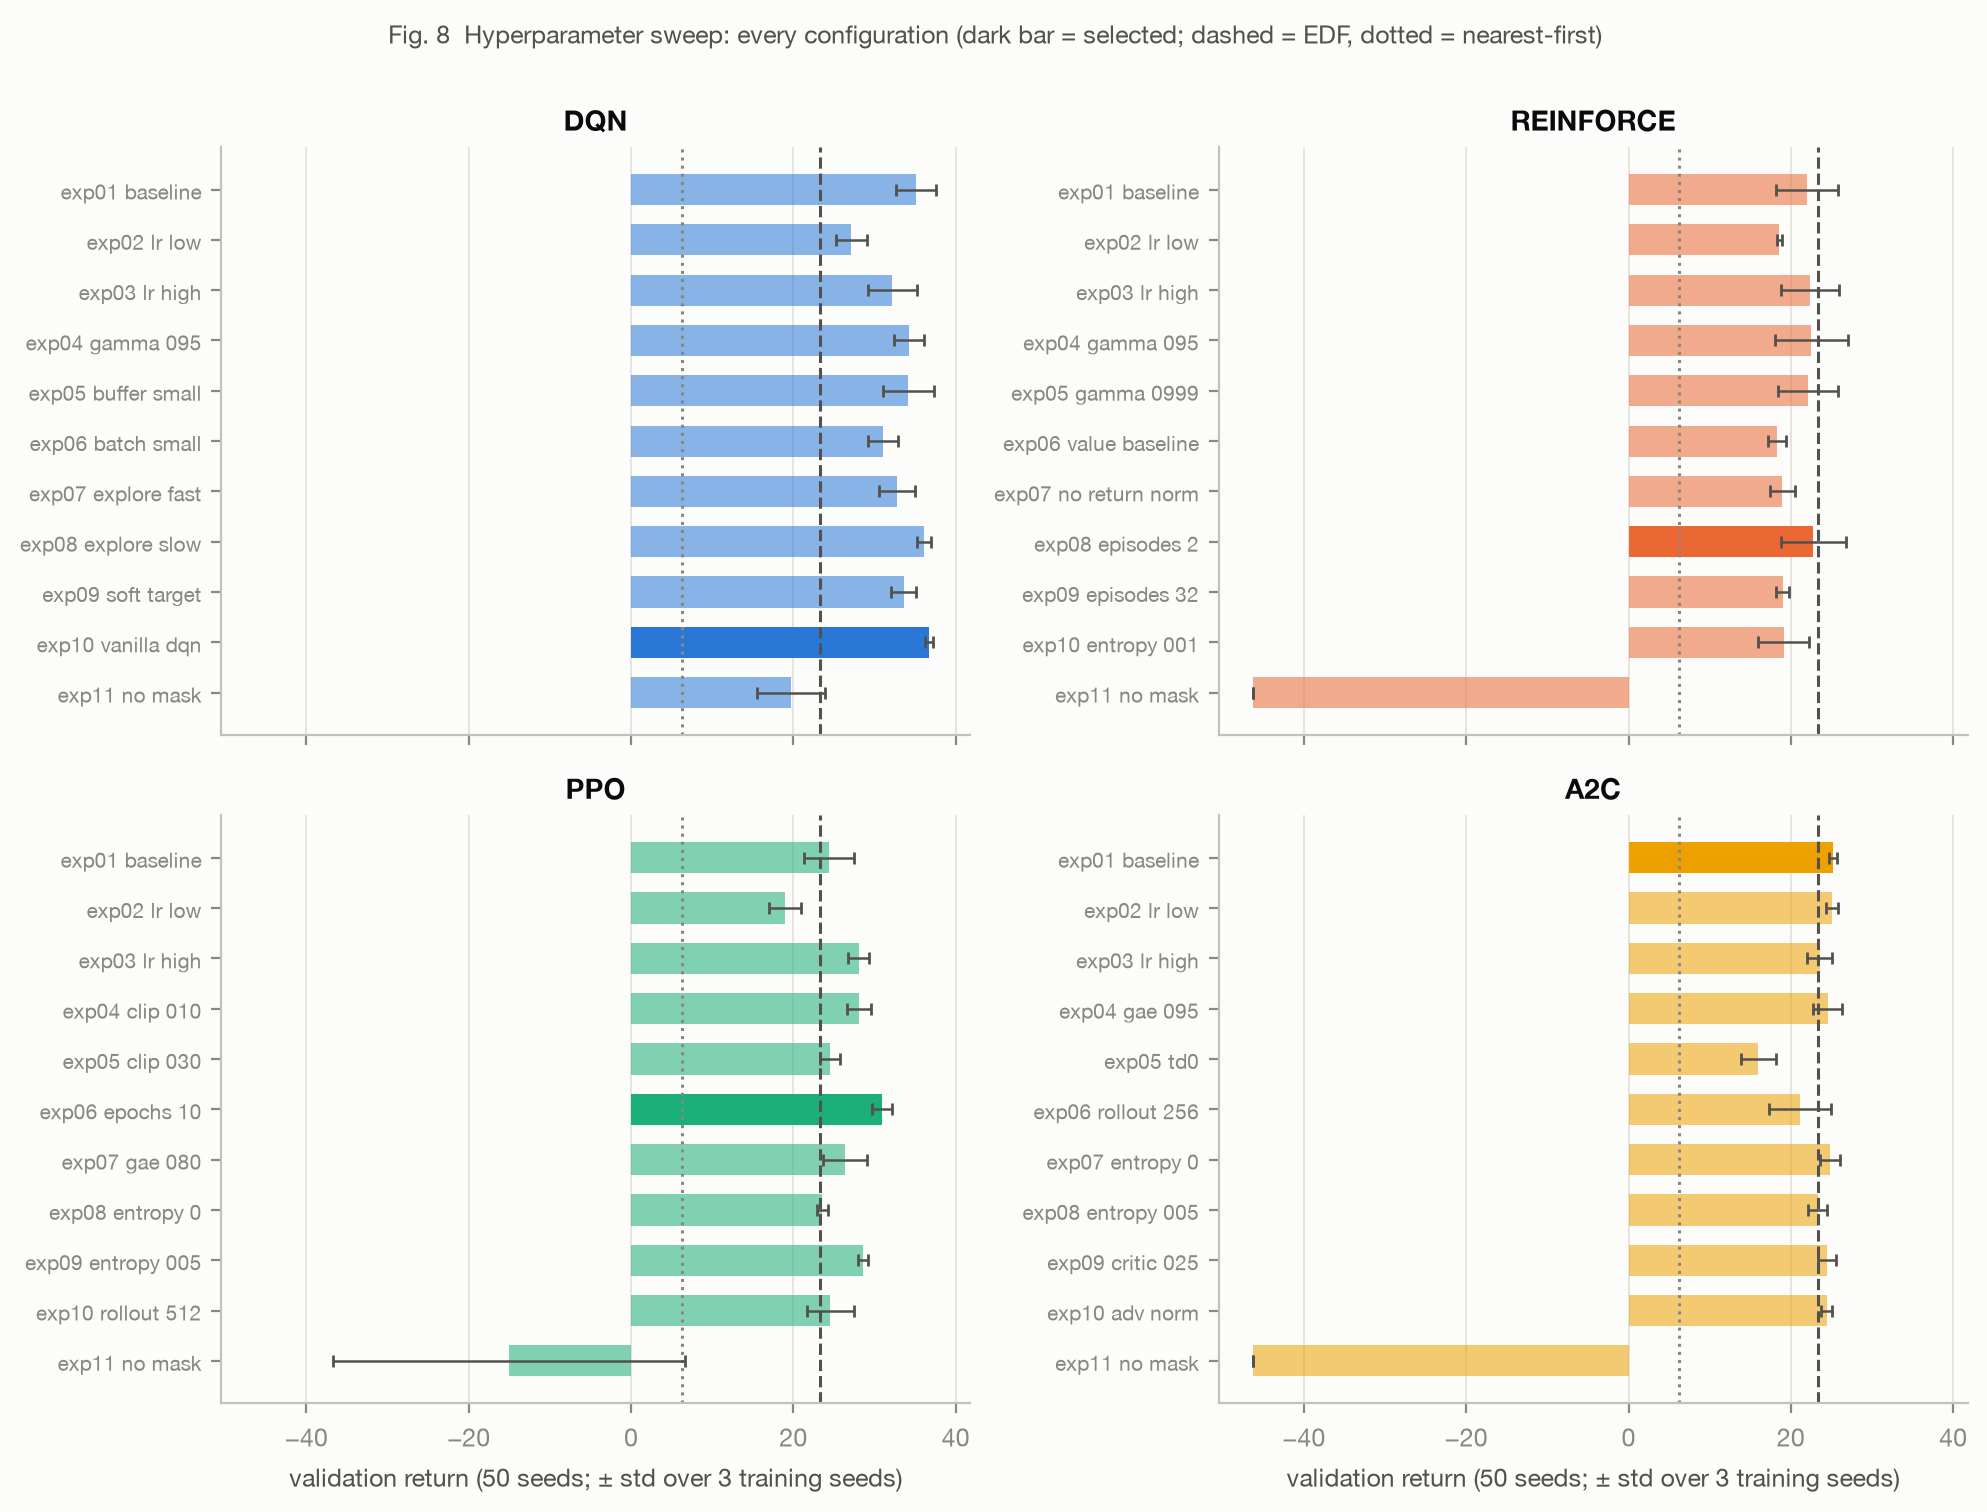 Fig. 8  Hyperparameter sweep: every configuration (dark bar = selected; dashed = EDF, dotted = nearest-first)
DQN
exp01 baseline
exp02 lr low
exp03 lr high
exp04 gamma 095
exp05 buffer small
exp06 batch small
exp07 explore fast
exp08 explore slow
exp09 soft target
exp10 vanilla dqn
exp11 no mask
REINFORCE
exp01 baseline
exp02 lr low
exp03 lr high
exp04 gamma 095
exp05 gamma 0999
exp06 value baseline
exp07 no return norm
exp08 episodes 2
exp09 episodes 32
exp10 entropy 001
exp11 no mask
PPO
exp01 baseline
exp02 lr low
exp03 lr high
exp04 clip 010
exp05 clip 030
exp06 epochs 10
exp07 gae 080
exp08 entropy 0
exp09 entropy 005
exp10 rollout 512
exp11 no mask
−40 −20 0 20 40
validation return (50 seeds; ± std over 3 training seeds)
A2C
exp01 baseline
exp02 lr low
exp03 lr high
exp04 gae 095
exp05 td0
exp06 rollout 256
exp07 entropy 0
exp08 entropy 005
exp09 critic 025
exp10 adv norm
exp11 no mask
−40 −20 0 20 40
validation return (50 seeds; ± std over 3 training seeds)